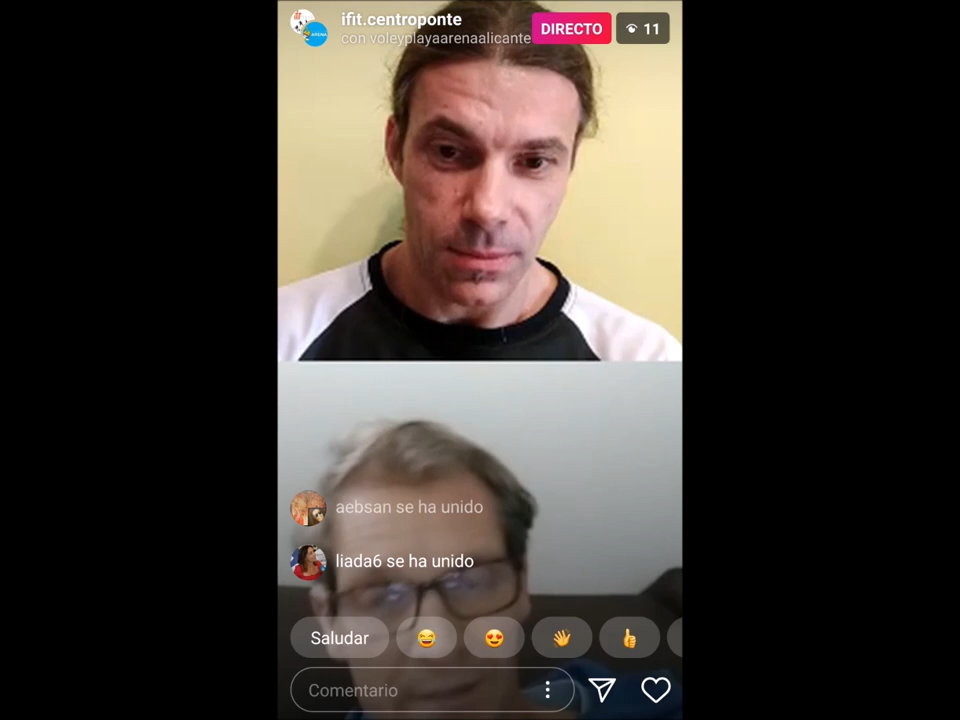 ifit.centroponte
con voleyplayaarenaalicante
DIRECTO
11
aebsan se ha unido
liada6 se ha unido
Saludar
Comentario